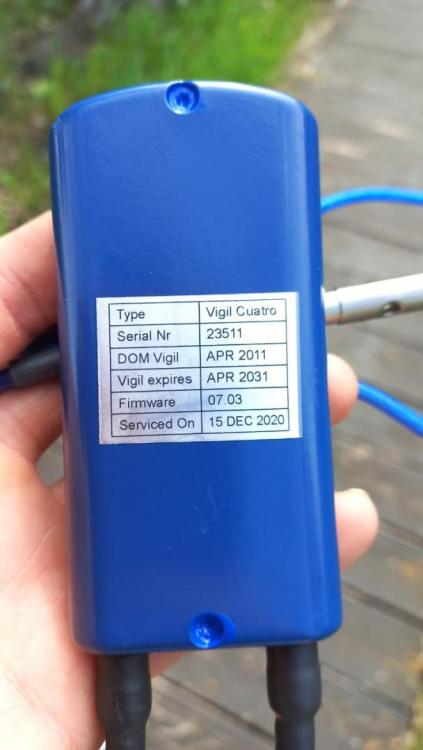 Type Vigil Cuatro
Serial Nr 23511
DOM Vigil APR 2011
Vigil expires APR 2031
Firmware 07.03
Serviced On 15 DEC 2020